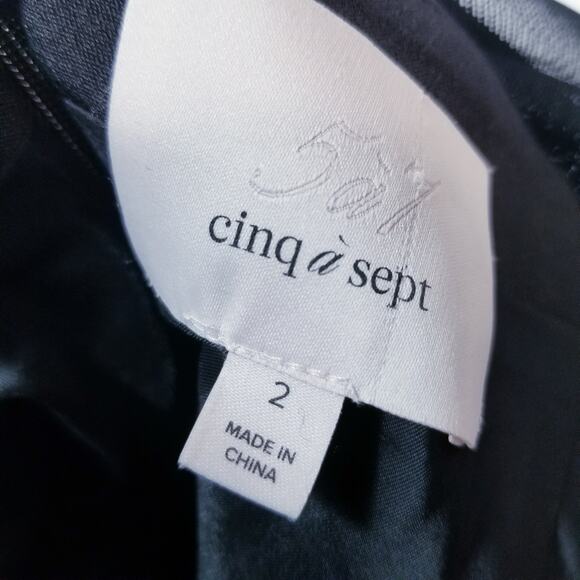 5à7
cinq à sept
2
MADE IN
CHINA